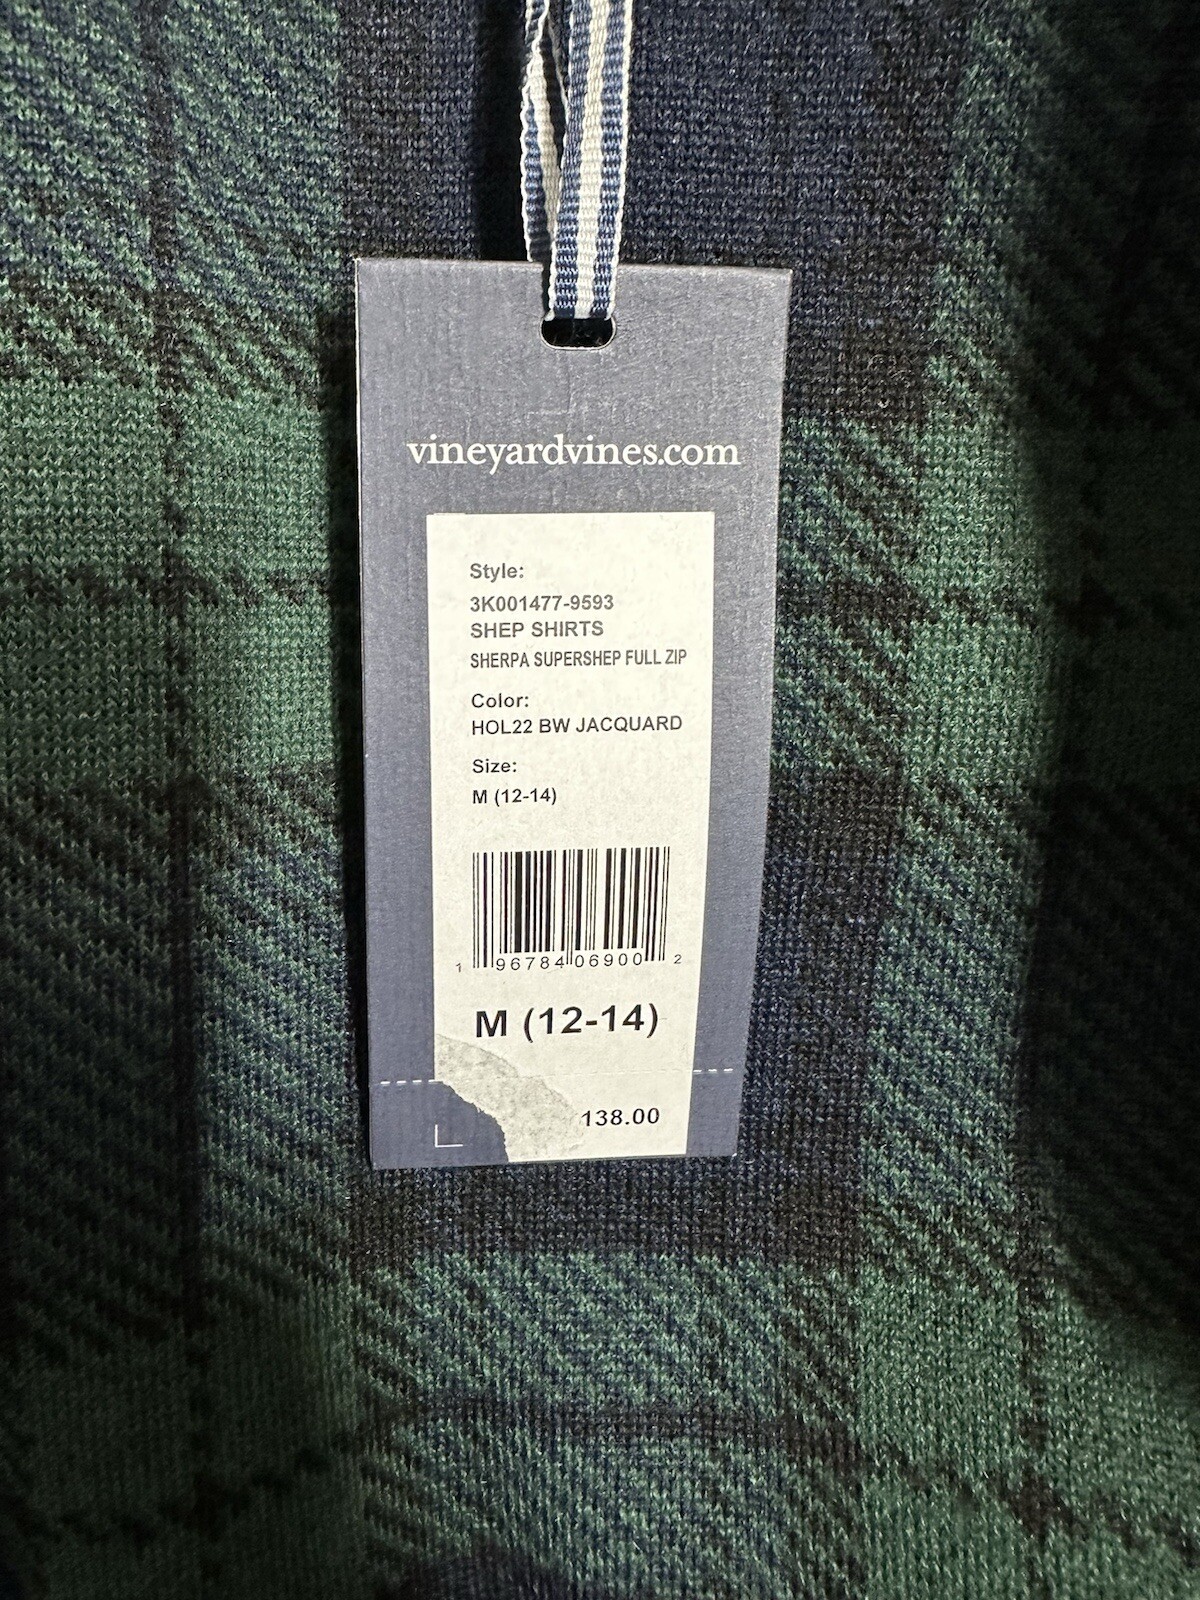 vineyardvines.com
Style:
3K001477-9593
SHEP SHIRTS
SHERPA SUPERSHEP FULL ZIP
Color:
HOL22 BW JACQUARD
Size:
M (12-14)
1 96784 06900 2
M (12-14)
138.00